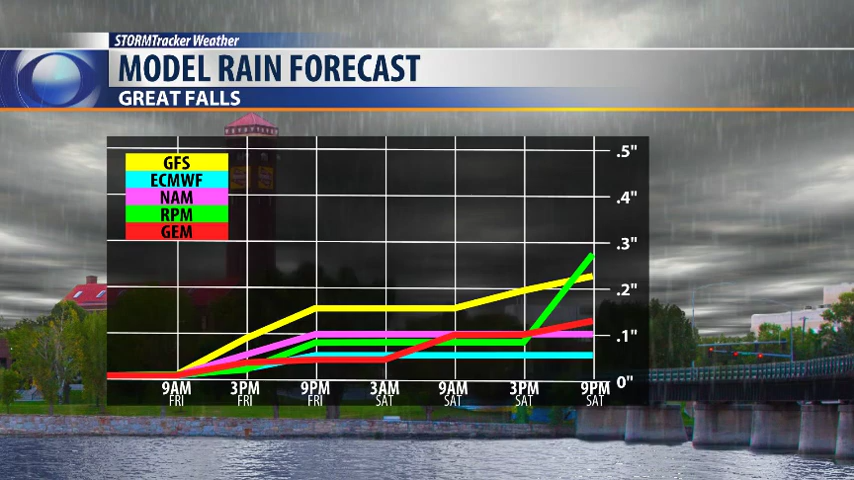 STORMTracker Weather
MODEL RAIN FORECAST
GREAT FALLS
GFS
ECMWF
NAM
RPM
GEM
.5"
.4"
.3"
.2"
.1"
0"
9AM 3PM 9PM 3AM 9AM 3PM 9PM
FRI FRI FRI SAT SAT SAT SAT